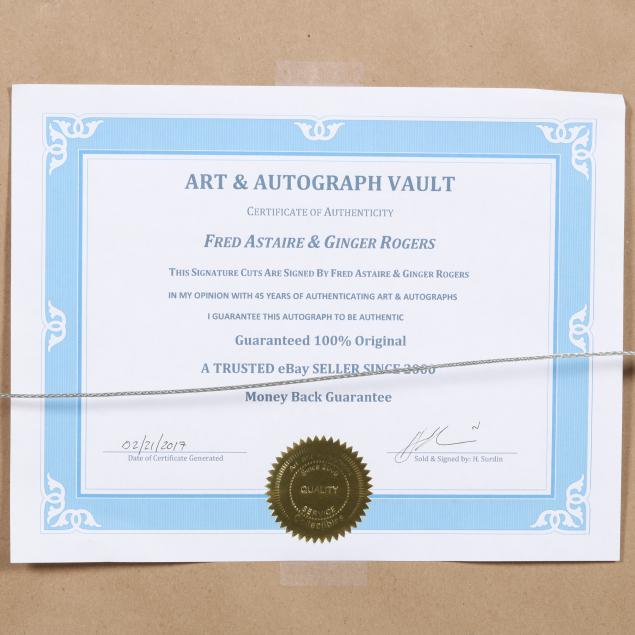 ART & AUTOGRAPH VAULT
CERTIFICATE OF AUTHENTICITY
FRED ASTAIRE & GINGER ROGERS
THIS SIGNATURE CUTS ARE SIGNED BY FRED ASTAIRE & GINGER ROGERS
IN MY OPINION WITH 45 YEARS OF AUTHENTICATING ART & AUTOGRAPHS
I GUARANTEE THIS AUTOGRAPH TO BE AUTHENTIC
Guaranteed 100% Original
A TRUSTED eBay SELLER SINCE 2000
Money Back Guarantee
02/21/2017
Date of Certificate Generated
Sold & Signed by: H. Surdin
Since
QUALITY
SERVICE
Collectibles